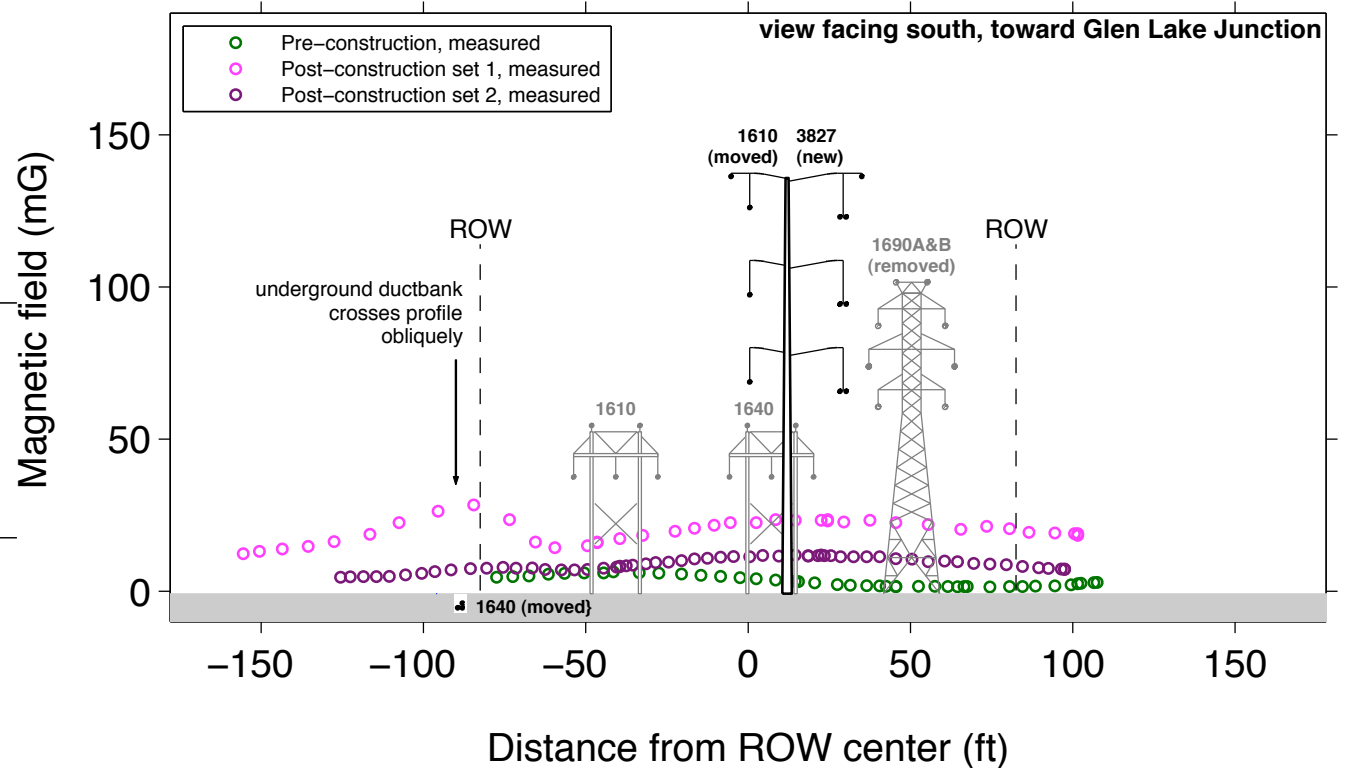 view facing south, toward Glen Lake Junction
Pre−construction, measured
Post−construction set 1, measured
Post−construction set 2, measured
Magnetic field (mG)
150
100
50
0
1610
(moved)
3827
(new)
ROW
ROW
1690A&B
(removed)
underground ductbank
crosses profile
obliquely
1610
1640
1640 (moved}
−150
−100
−50
0
50
100
150
Distance from ROW center (ft)